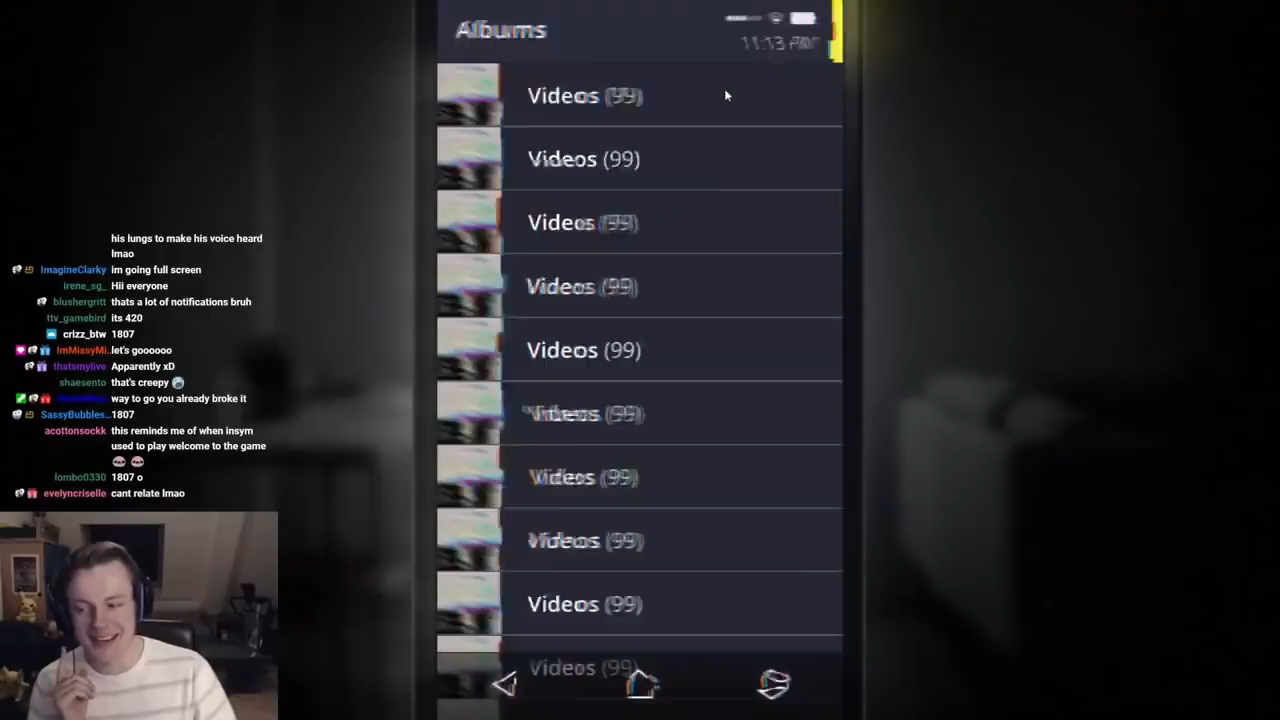 Albums
11:13 AM
Videos (99)
Videos (99)
Videos (99)
Videos (99)
Videos (99)
Videos (99)
Videos (99)
Videos (99)
Videos (99)
Videos (99)
his lungs to make his voice heard
lmao
ImagineClarky im going full screen
irene_sg_ Hii everyone
blushergritt thats a lot of notifications bruh
ttv_gamebird its 420
crizz_btw 1807
ImMissyMi... let's goooooo
thatsmylive Apparently xD
shaesento that's creepy
way to go you already broke it
SassyBubbles... 1807
acottonsockk this reminds me of when insym
used to play welcome to the game
lombo0330 1807 o
evelyncriselle cant relate lmao